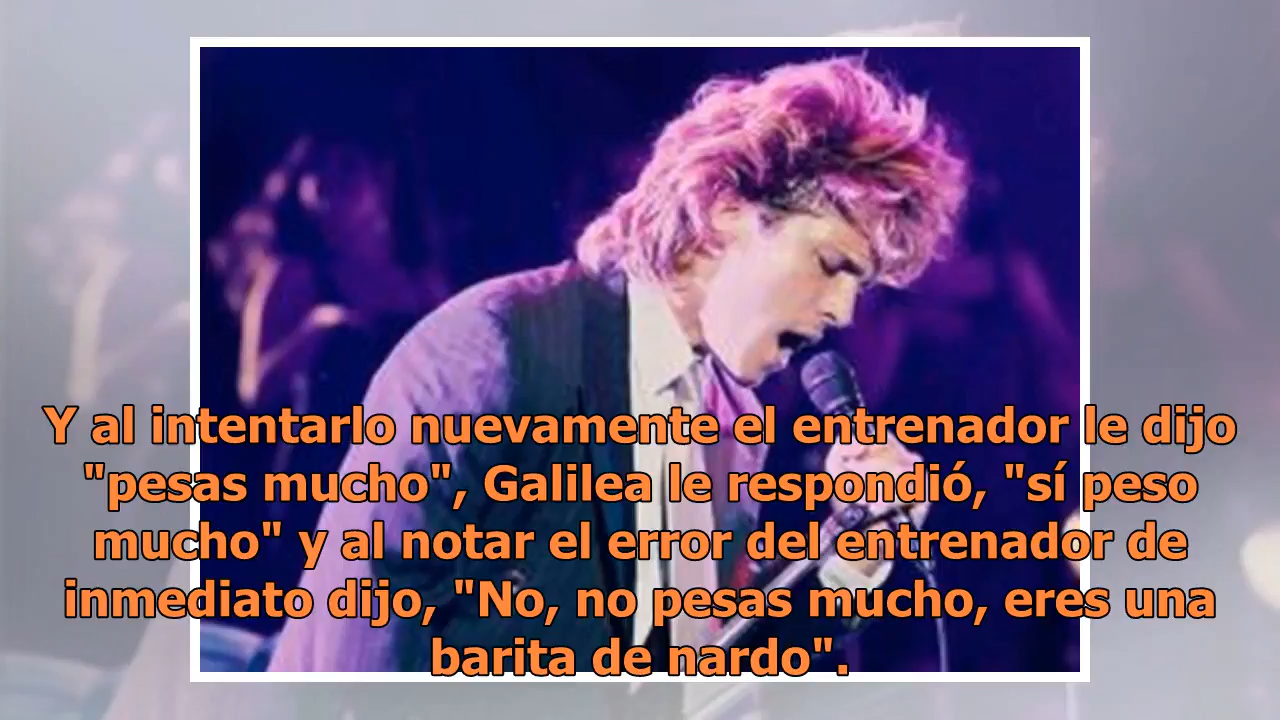 Y al intentarlo nuevamente el entrenador le dijo
"pesas mucho", Galilea le respondió, "sí peso
mucho" y al notar el error del entrenador de
inmediato dijo, "No, no pesas mucho, eres una
barita de nardo".